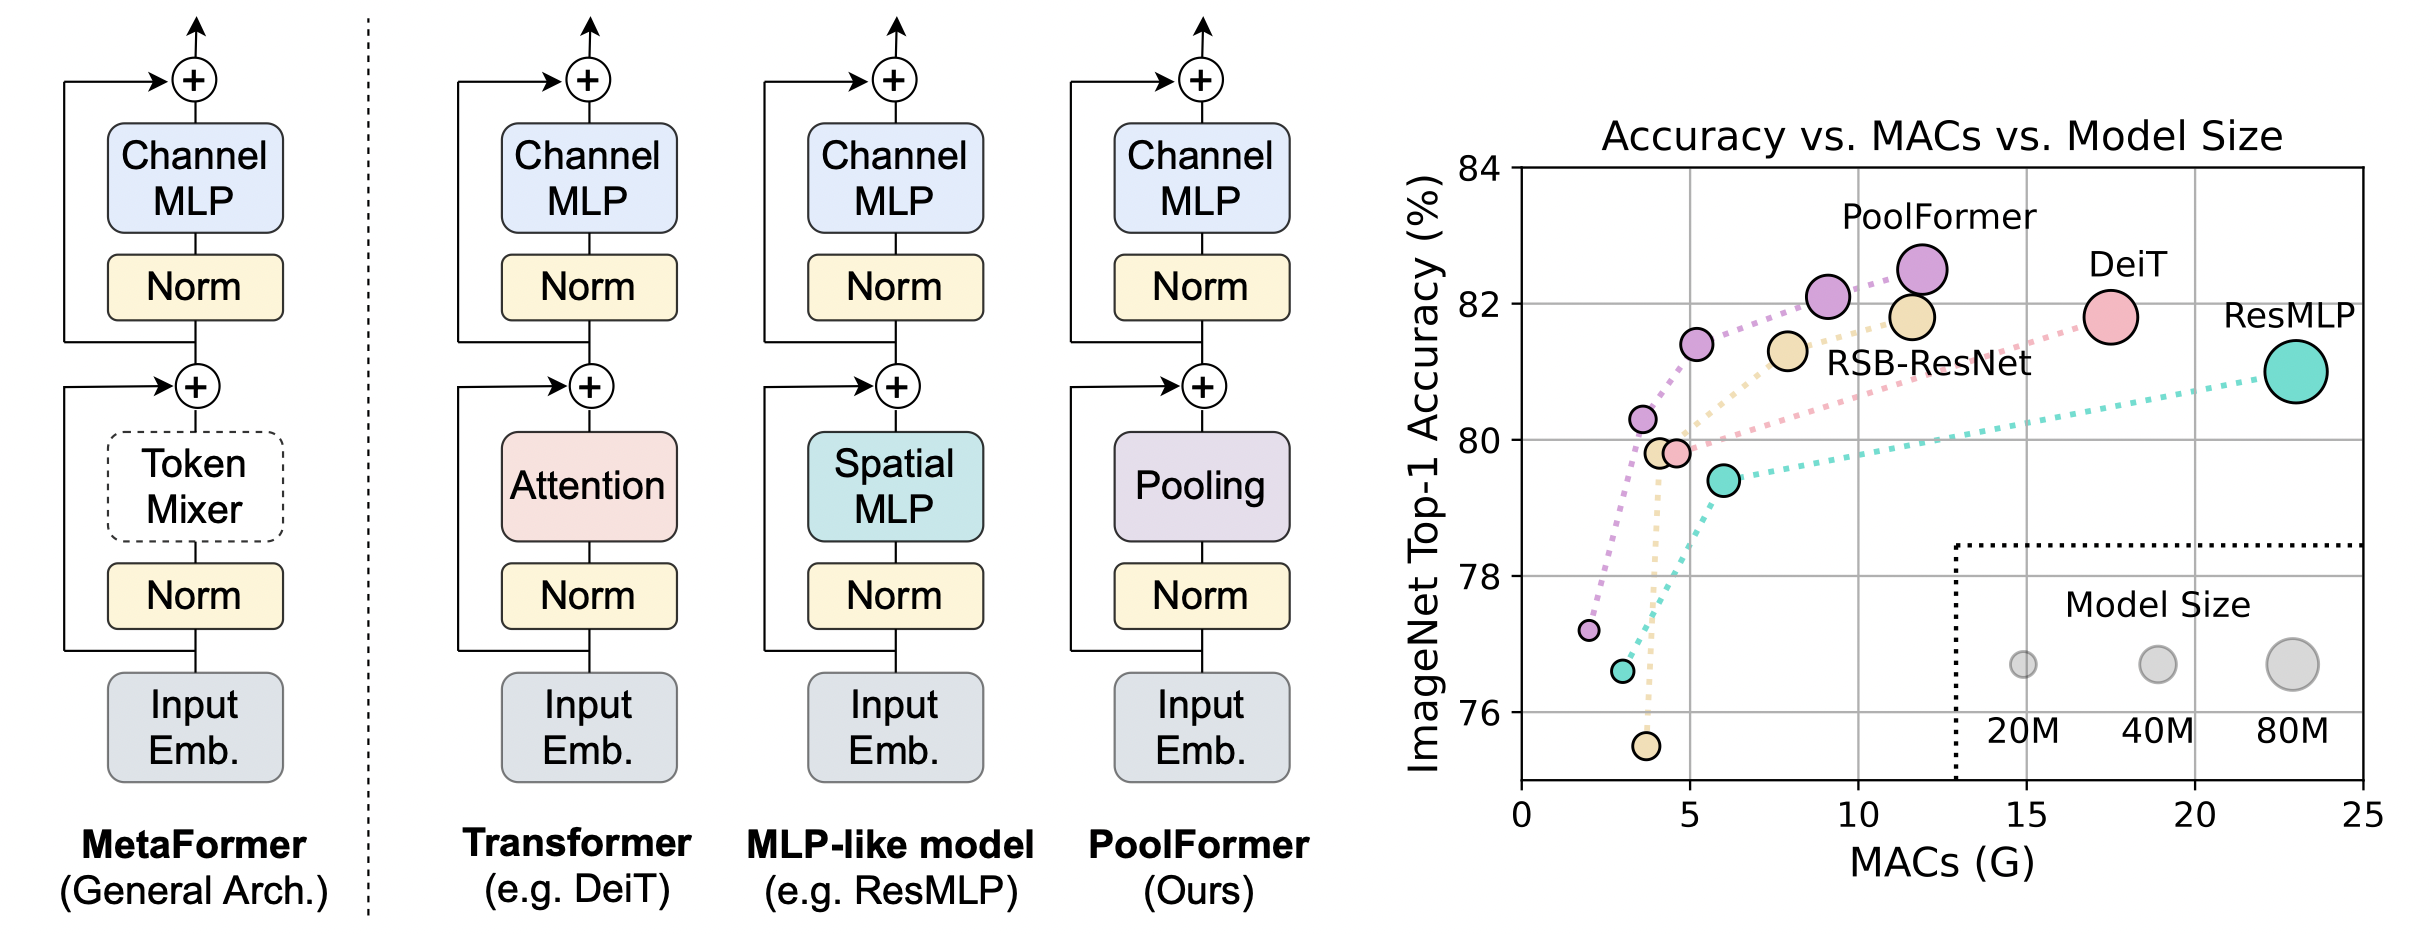 +
Channel
MLP
Norm
+
Token
Mixer
Norm
Input
Emb.
MetaFormer
(General Arch.)
+
Channel
MLP
Norm
+
Attention
Norm
Input
Emb.
Transformer
(e.g. DeiT)
+
Channel
MLP
Norm
+
Spatial
MLP
Norm
Input
Emb.
MLP-like model
(e.g. ResMLP)
+
Channel
MLP
Norm
+
Pooling
Norm
Input
Emb.
PoolFormer
(Ours)
Accuracy vs. MACs vs. Model Size
ImageNet Top-1 Accuracy (%)
84
82
80
78
76
PoolFormer
DeiT
ResMLP
RSB-ResNet
Model Size
20M 40M 80M
0 5 10 15 20 25
MACs (G)